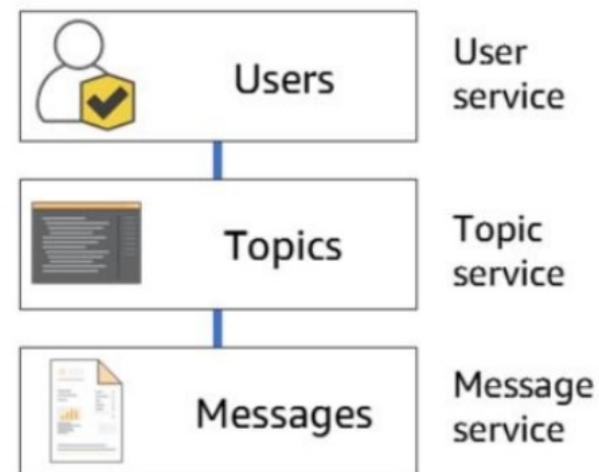 Users
User
service
Topics
Topic
service
Messages
Message
service